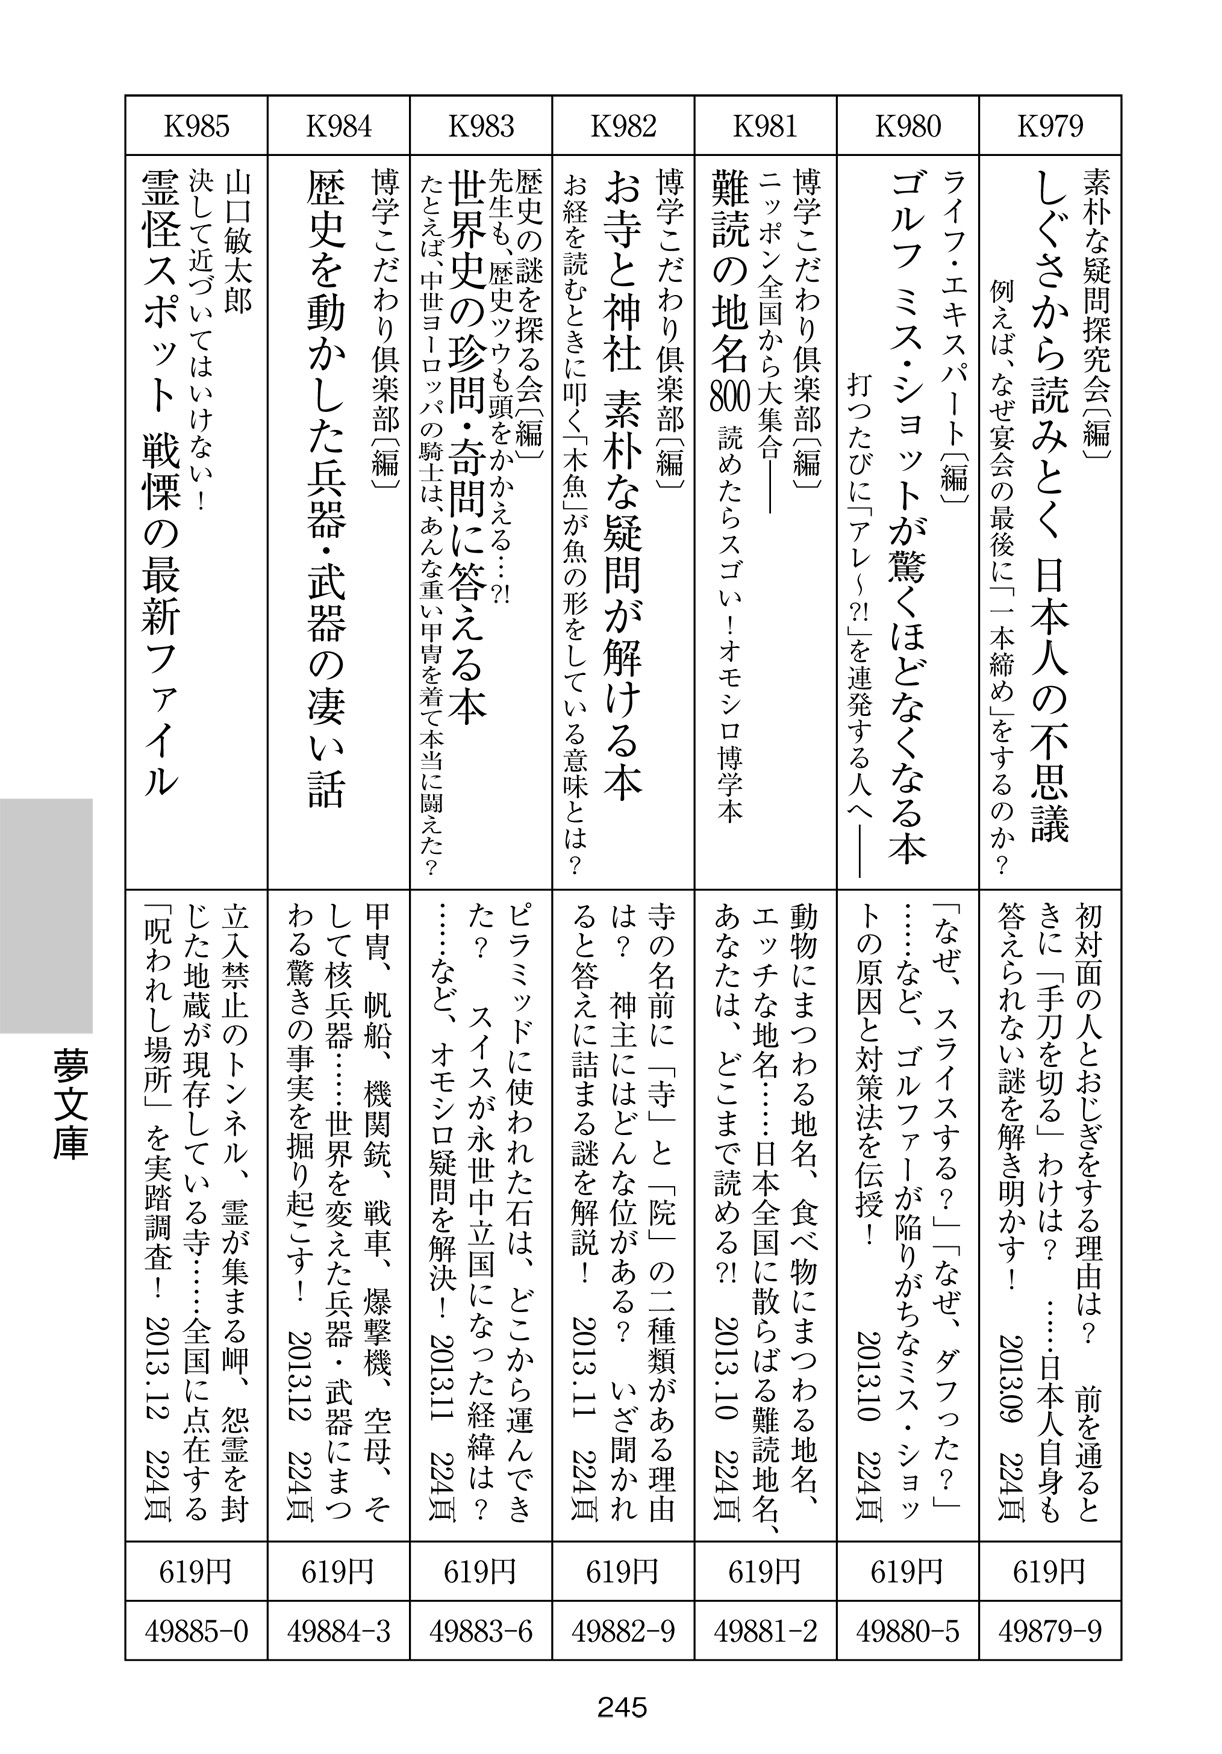 K979
素朴な疑問探究会〔編〕
しぐさから読みとく 日本人の不思議
例えば、なぜ宴会の最後に「一本締め」をするのか？
初対面の人とおじぎをする理由は？　前を通ると
きに「手刀を切る」わけは？　……日本人自身も
答えられない謎を解き明かす！　2013.09　224頁
619円
49879-9
K980
ライフ・エキスパート〔編〕
ゴルフ ミス・ショットが驚くほどなくなる本
打つたびに「アレ～?!」を連発する人へ――
「なぜ、スライスする？」「なぜ、ダフった？」
……など、ゴルファーが陥りがちなミス・ショッ
トの原因と対策法を伝授！　2013.10　224頁
619円
49880-5
K981
博学こだわり倶楽部〔編〕
ニッポン全国から大集合――
難読の地名800 読めたらスゴい！オモシロ博学本
動物にまつわる地名、食べ物にまつわる地名、
エッチな地名……日本全国に散らばる難読地名、
あなたは、どこまで読める?!　2013.10　224頁
619円
49881-2
K982
博学こだわり倶楽部〔編〕
お寺と神社 素朴な疑問が解ける本
お経を読むときに叩く「木魚」が魚の形をしている意味とは？
寺の名前に「寺」と「院」の二種類がある理由
は？　神主にはどんな位がある？　いざ聞かれ
ると答えに詰まる謎を解説！　2013.11　224頁
619円
49882-9
K983
歴史の謎を探る会〔編〕
先生も、歴史ツウも頭をかかえる…?!
世界史の珍問・奇問に答える本
たとえば、中世ヨーロッパの騎士は、あんな重い甲冑を着て本当に闘えた？
ピラミッドに使われた石は、どこから運んでき
た？　スイスが永世中立国になった経緯は？
……など、オモシロ疑問を解決！　2013.11　224頁
619円
49883-6
K984
博学こだわり倶楽部〔編〕
歴史を動かした兵器・武器の凄い話
甲冑、帆船、機関銃、戦車、爆撃機、空母、そ
して核兵器……世界を変えた兵器・武器にまつ
わる驚きの事実を掘り起こす！　2013.12　224頁
619円
49884-3
K985
山口敏太郎
決して近づいてはいけない！
霊怪スポット 戦慄の最新ファイル
立入禁止のトンネル、霊が集まる岬、怨霊を封
じた地蔵が現存している寺……全国に点在する
「呪われし場所」を実踏調査！　2013.12　224頁
619円
49885-0
夢文庫
245